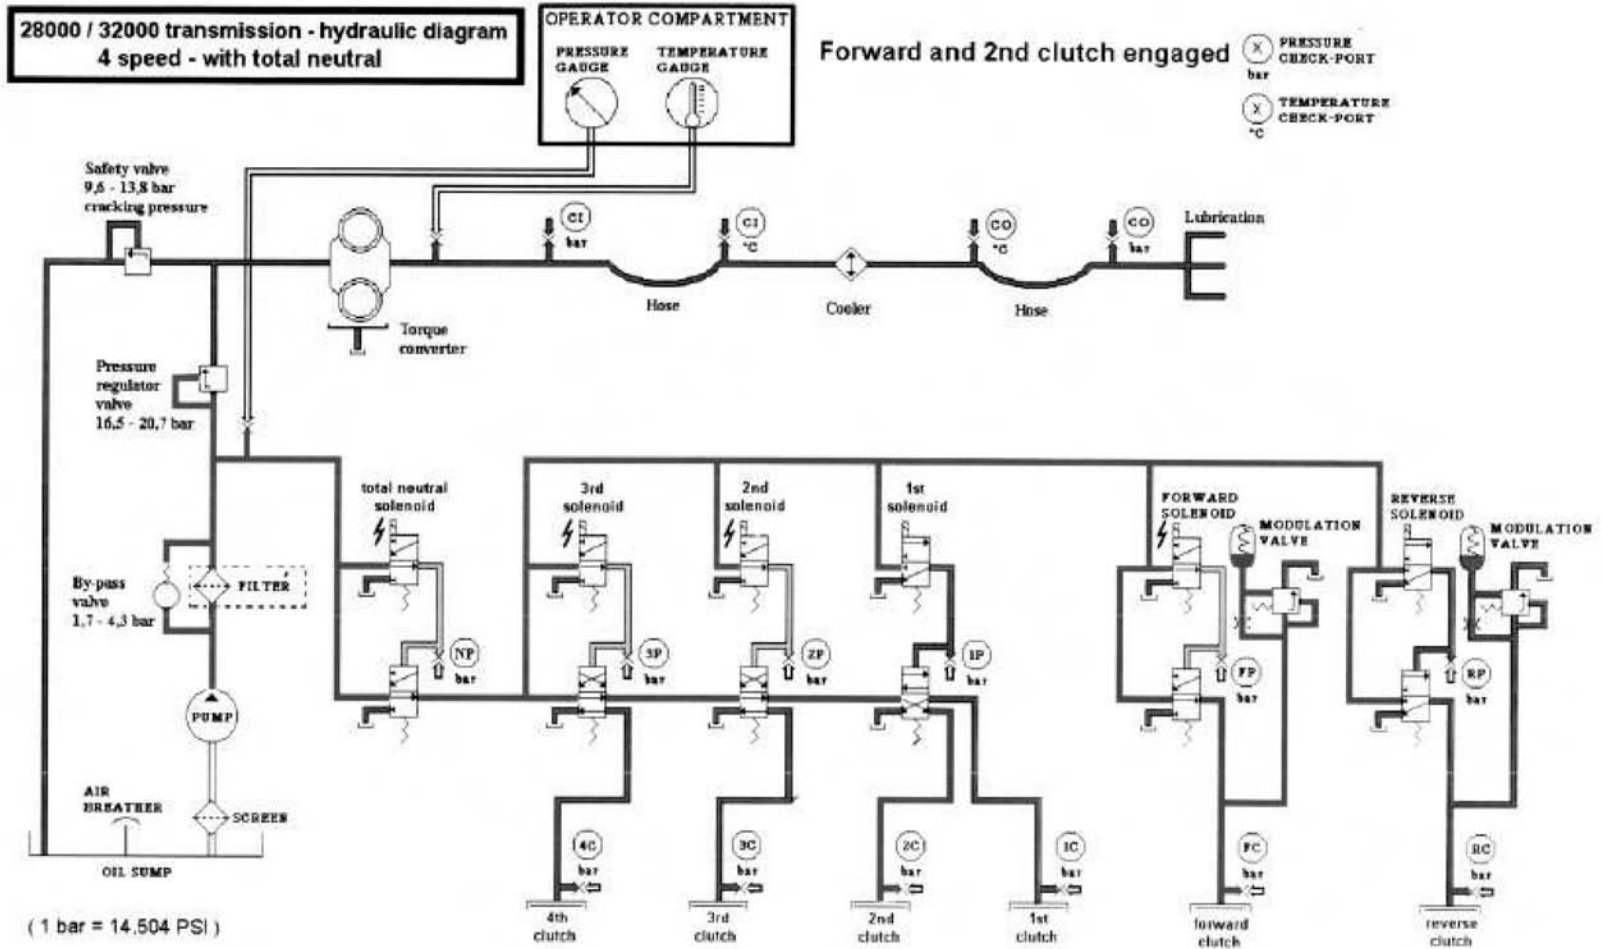 28000 / 32000 transmission - hydraulic diagram
4 speed - with total neutral
OPERATOR COMPARTMENT
PRESSURE
GAUGE
TEMPERATURE
GAUGE
Forward and 2nd clutch engaged
X
bar
PRESSURE
CHECK-PORT
X
°C
TEMPERATURE
CHECK-PORT
Safety valve
9,6 - 13,8 bar
cracking pressure
CI
bar
CI
°C
CO
°C
CO
bar
Lubrication
Hose
Cooler
Hose
Torque
converter
Pressure
regulator
valve
16,5 - 20,7 bar
total neutral
solenoid
3rd
solenoid
2nd
solenoid
1st
solenoid
FORWARD
SOLENOID
MODULATION
VALVE
REVERSE
SOLENOID
MODULATION
VALVE
By-pass
valve
1,7 - 4,3 bar
FILTER
NP
bar
3P
bar
2P
bar
1P
bar
FP
bar
RP
bar
PUMP
AIR
BREATHER
SCREEN
OIL SUMP
4C
bar
3C
bar
2C
bar
1C
bar
FC
bar
RC
bar
4th
clutch
3rd
clutch
2nd
clutch
1st
clutch
forward
clutch
reverse
clutch
( 1 bar = 14.504 PSI )